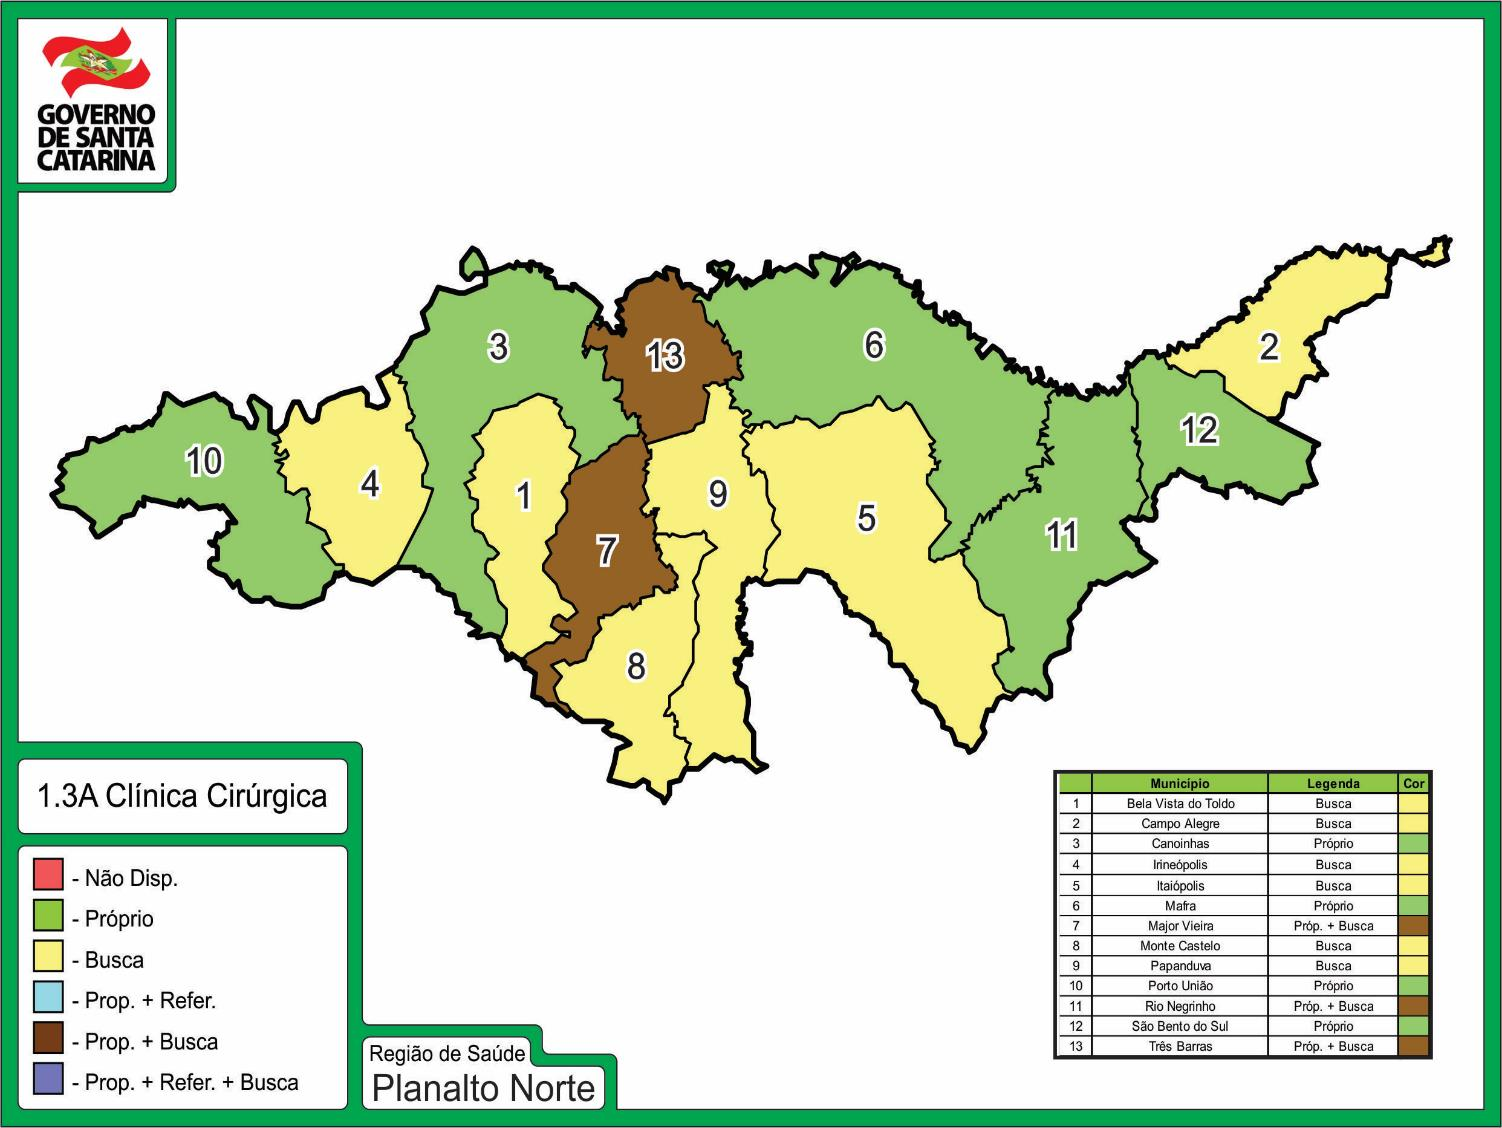 GOVERNO
DE SANTA
CATARINA
3
13
6
2
12
10
4
1
9
5
7
11
8
1.3A Clínica Cirúrgica
- Não Disp.
- Próprio
- Busca
- Prop. + Refer.
- Prop. + Busca
- Prop. + Refer. + Busca
Região de Saúde
Planalto Norte
Município Legenda Cor
1 Bela Vista do Toldo Busca
2 Campo Alegre Busca
3 Canoinhas Próprio
4 Irineópolis Busca
5 Itaiópolis Busca
6 Mafra Próprio
7 Major Vieira Próp. + Busca
8 Monte Castelo Busca
9 Papanduva Busca
10 Porto União Próprio
11 Rio Negrinho Próp. + Busca
12 São Bento do Sul Próprio
13 Três Barras Próp. + Busca